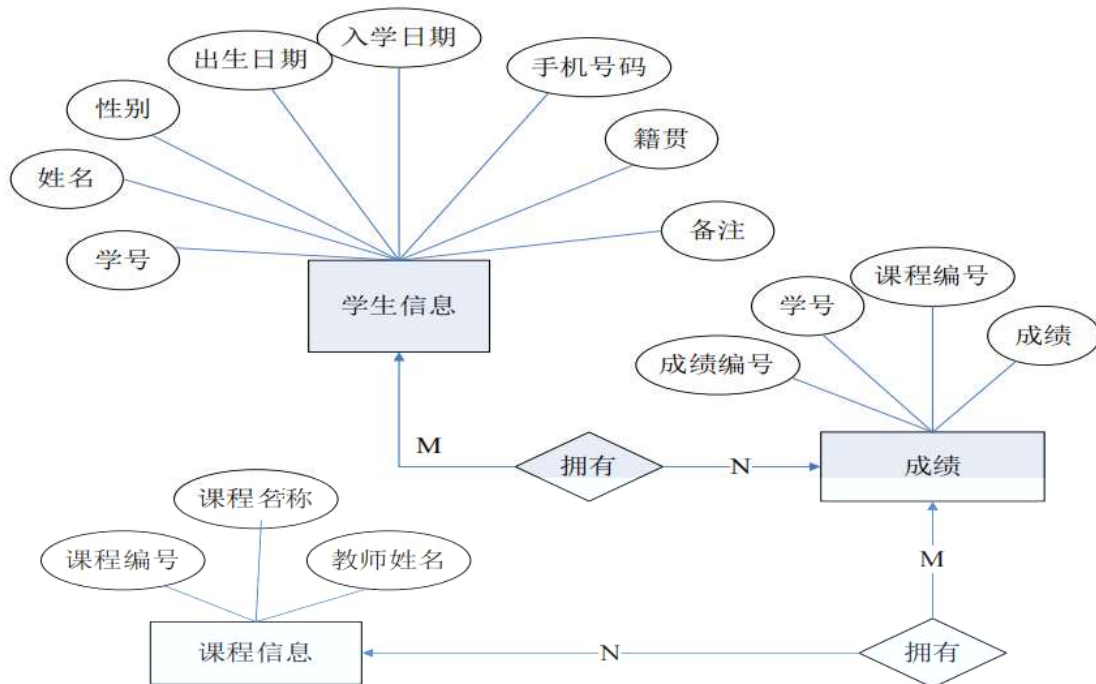 入学日期
出生日期
手机号码
性别
籍贯
姓名
备注
学号
学生信息
课程编号
学号
成绩
成绩编号
M
拥有
N
成绩
课程名称
课程编号
教师姓名
M
课程信息
N
拥有